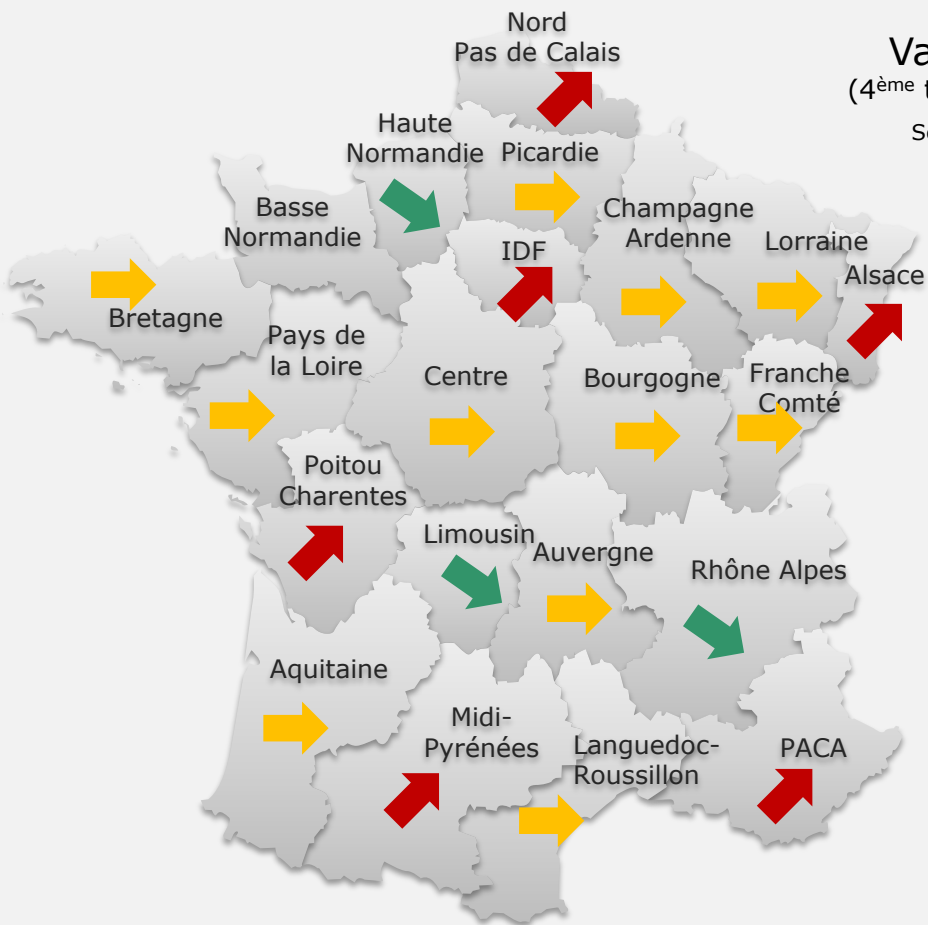 Nord
Pas de Calais
Va
(4ème t
Haute
Normandie
Picardie
Basse
Normandie
Champagne
Ardenne
IDF
Lorraine
Alsace
Bretagne
Pays de
la Loire
Centre
Bourgogne
Franche
Comté
Poitou
Charentes
Limousin
Auvergne
Rhône Alpes
Aquitaine
Midi-
Pyrénées
Languedoc-
Roussillon
PACA